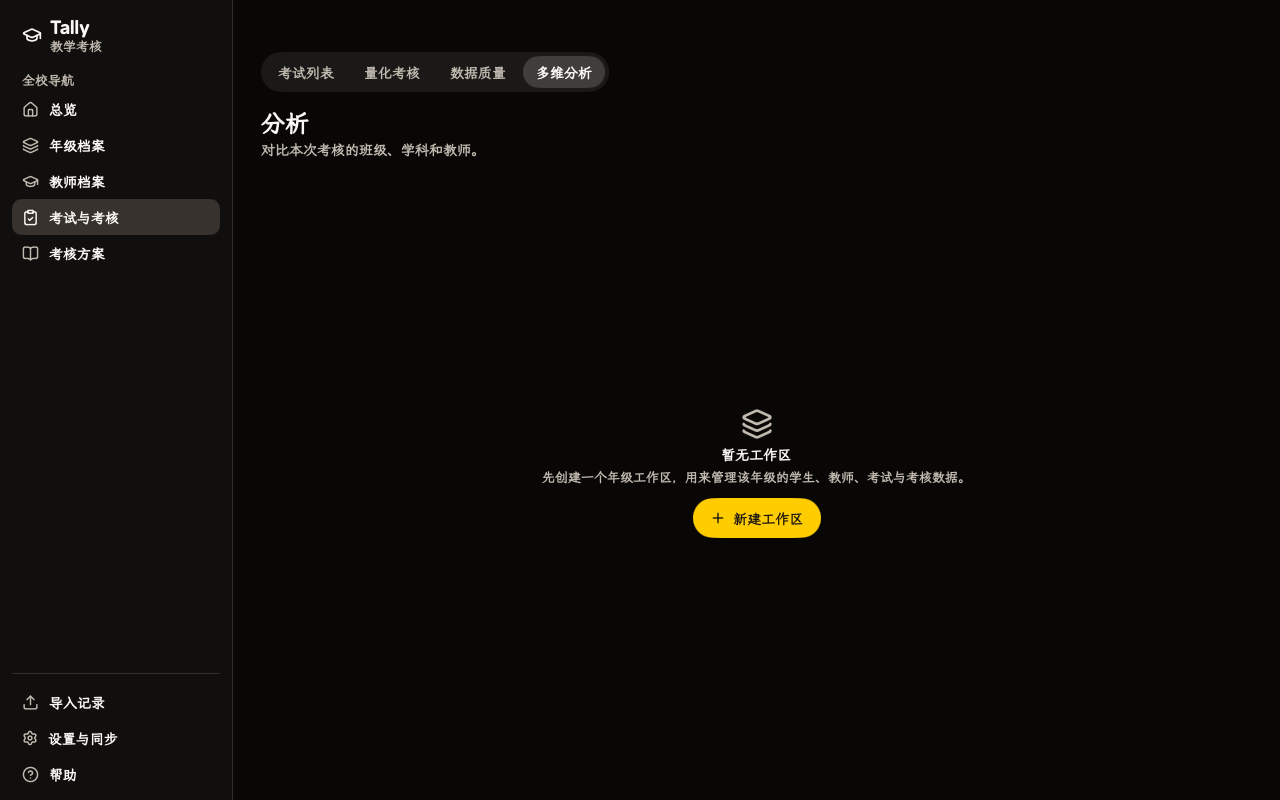 Tally
教学考核
全校导航
总览
年级档案
教师档案
考试与考核
考核方案
导入记录
设置与同步
帮助
考试列表
量化考核
数据质量
多维分析
分析
对比本次考核的班级、学科和教师。
暂无工作区
先创建一个年级工作区，用来管理该年级的学生、教师、考试与考核数据。
新建工作区